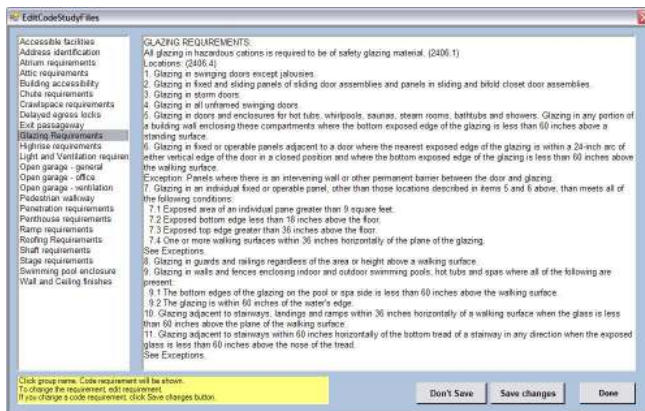 EditCodeStudyFiles
Accessible facilities
Address identification
Atrium requirements
Attic requirements
Building accessibility
Chute requirements
Crawlspace requirements
Delayed egress locks
Exit passageway
Glazing Requirements
Highrise requirements
Light and Ventilation requiren
Open garage - general
Open garage - office
Open garage - ventilation
Pedestrian walkway
Penetration requirements
Penthouse requirements
Ramp requirements
Roofing Requirements
Shaft requirements
Stage requirements
Swimming pool enclosure
Wall and Ceiling finishes
GLAZING REQUIREMENTS:
All glazing in hazardous cations is required to be of safety glazing material. (2406.1)
Locations: (2406.4)
1. Glazing in swinging doors except jalousies.
2. Glazing in fixed and sliding panels of sliding door assemblies and panels in sliding and bifold closet door assemblies.
3. Glazing in storm doors.
4. Glazing in all unframed swinging doors.
5. Glazing in doors and enclosures for hot tubs, whirlpools, saunas, steam rooms, bathtubs and showers. Glazing in any portion of
a building wall enclosing these compartments where the bottom exposed edge of the glazing is less than 60 inches above a
standing surface.
6. Glazing in fixed or operable panels adjacent to a door where the nearest exposed edge of the glazing is within a 24-inch arc of
either vertical edge of the door in a closed position and where the bottom exposed edge of the glazing is less than 60 inches above
the walking surface.
Exception: Panels where there is an intervening wall or other permanent barrier between the door and glazing.
7. Glazing in an individual fixed or operable panel, other than those locations described in items 5 and 6 above, than meets all of
the following conditions:
7.1 Exposed area of an individual pane greater than 9 square feet.
7.2 Exposed bottom edge less than 18 inches above the floor.
7.3 Exposed top edge greater than 36 inches above the floor.
7.4 One or more walking surfaces within 36 inches horizontally of the plane of the glazing.
See Exceptions.
8. Glazing in guards and railings regardless of the area or height above a walking surface.
9. Glazing in walls and fences enclosing indoor and outdoor swimming pools, hot tubs and spas where all of the following are
present:
9.1 The bottom edges of the glazing on the pool or spa side is less than 60 inches above the walking surface.
9.2 The glazing is within 60 inches of the water's edge.
10. Glazing adjacent to stairways, landings and ramps within 36 inches horizontally of a walking surface when the glass is less
than 60 inches above the plane of the walking surface.
11. Glazing adjacent to stairways within 60 inches horizontally of the bottom tread of a stairway in any direction when the exposed
glass is less than 60 inches above the nose of the tread.
See Exceptions.
Click group name. Code requirement will be shown.
To change the requirement, edit requirement.
If you change a code requirement, click Save changes button.
Don't Save
Save changes
Done